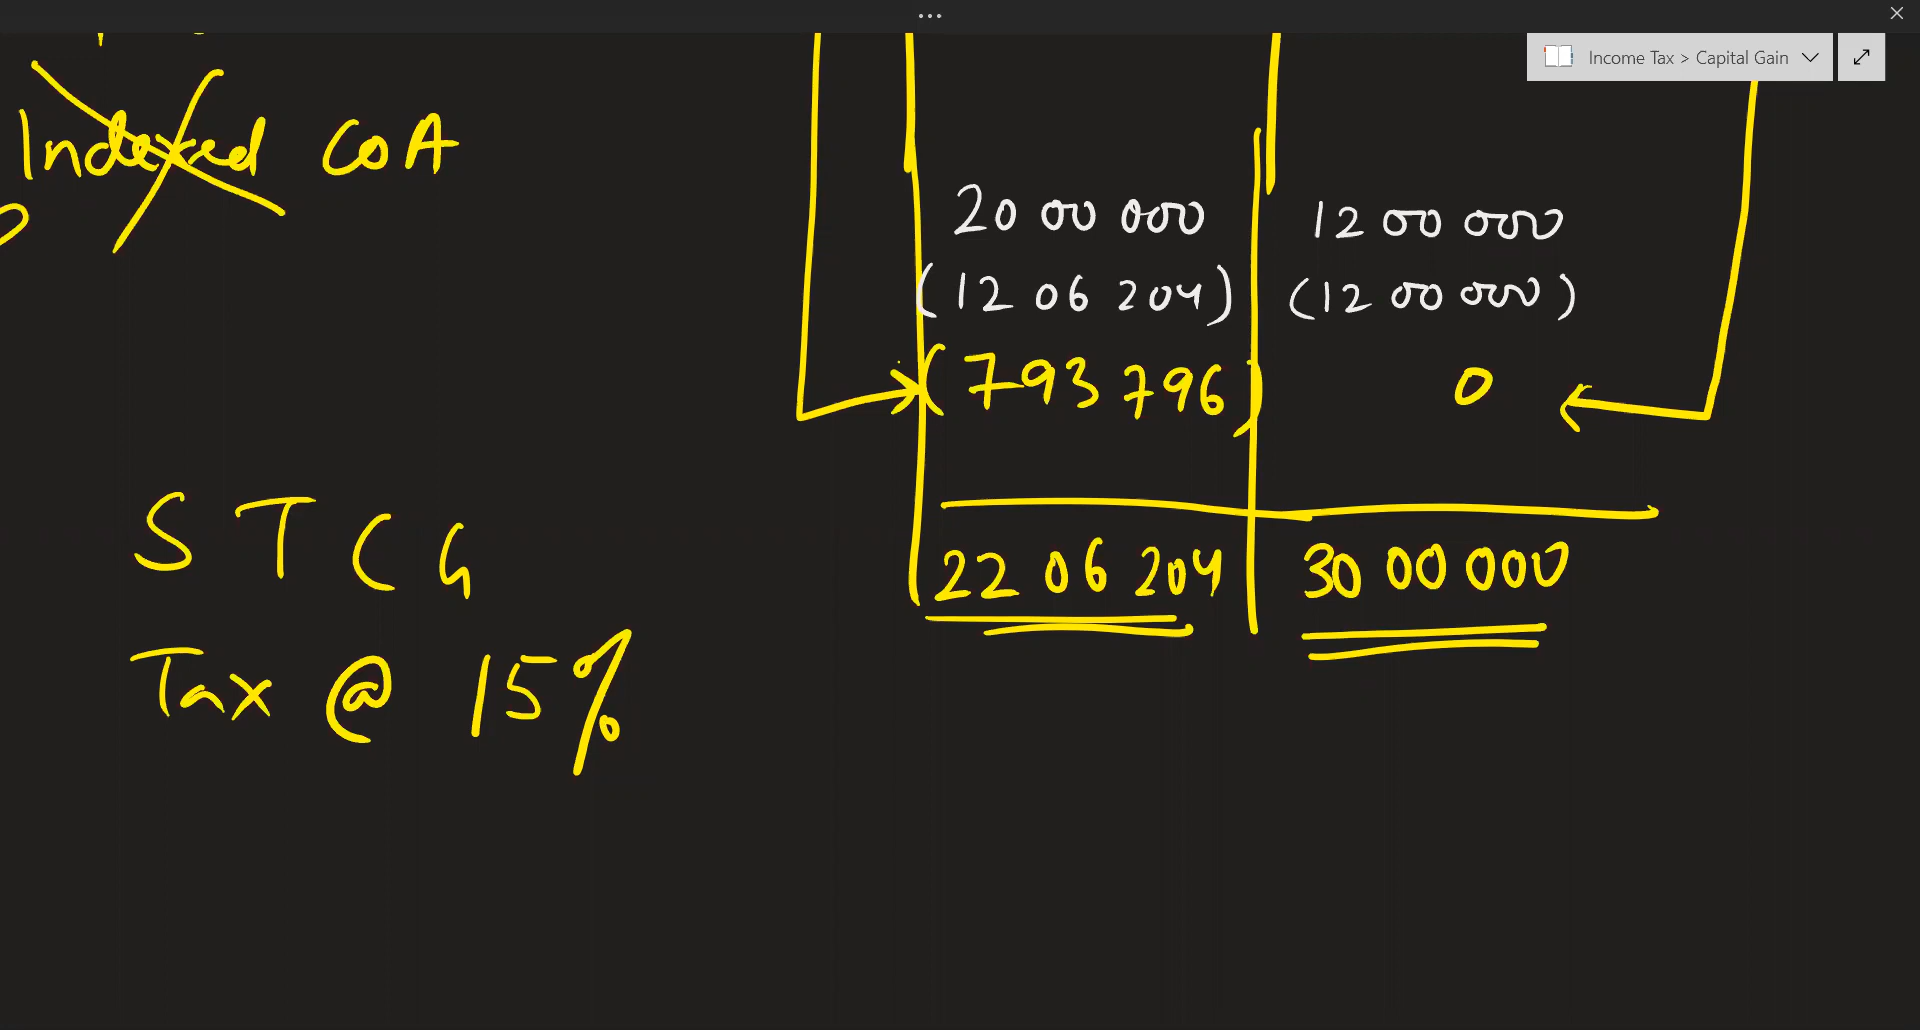 Income Tax > Capital Gain
Indexed COA
20 00 000 12 00 000
(12 06 204) (12 00 000)
(793 796) 0
STCG 22 06 204 30 00 000
Tax @ 15%